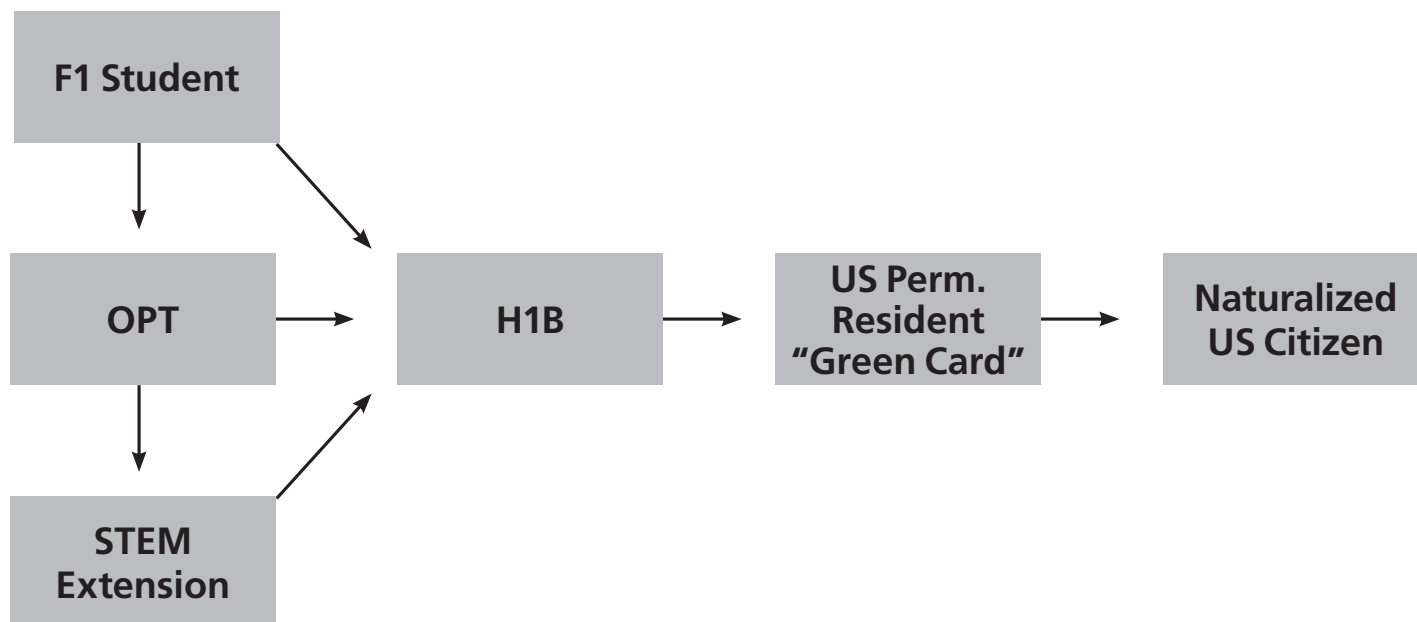 F1 Student
OPT
H1B
US Perm.
Resident
“Green Card”
Naturalized
US Citizen
STEM
Extension